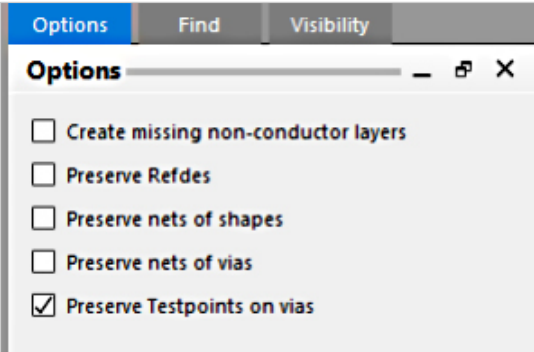 Options Find Visibility
Options
Create missing non-conductor layers
Preserve Refdes
Preserve nets of shapes
Preserve nets of vias
Preserve Testpoints on vias